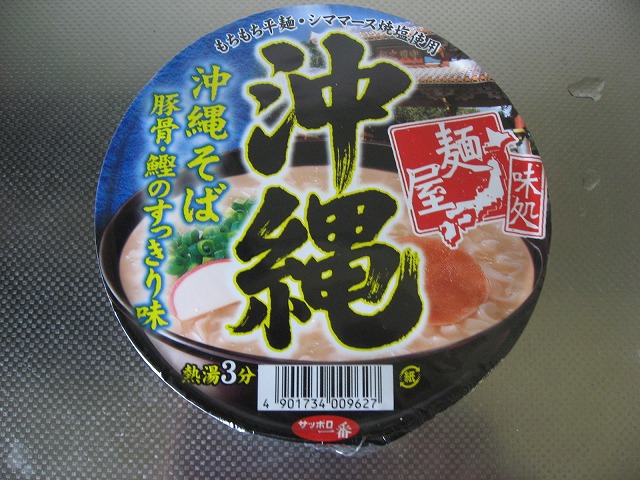 もちもち平麺・シママース焼塩使用
沖縄
沖縄そば
豚骨・鰹のすっきり味
麺屋
味処
熱湯3分
4 901734 009627
紙
サッポロ一番